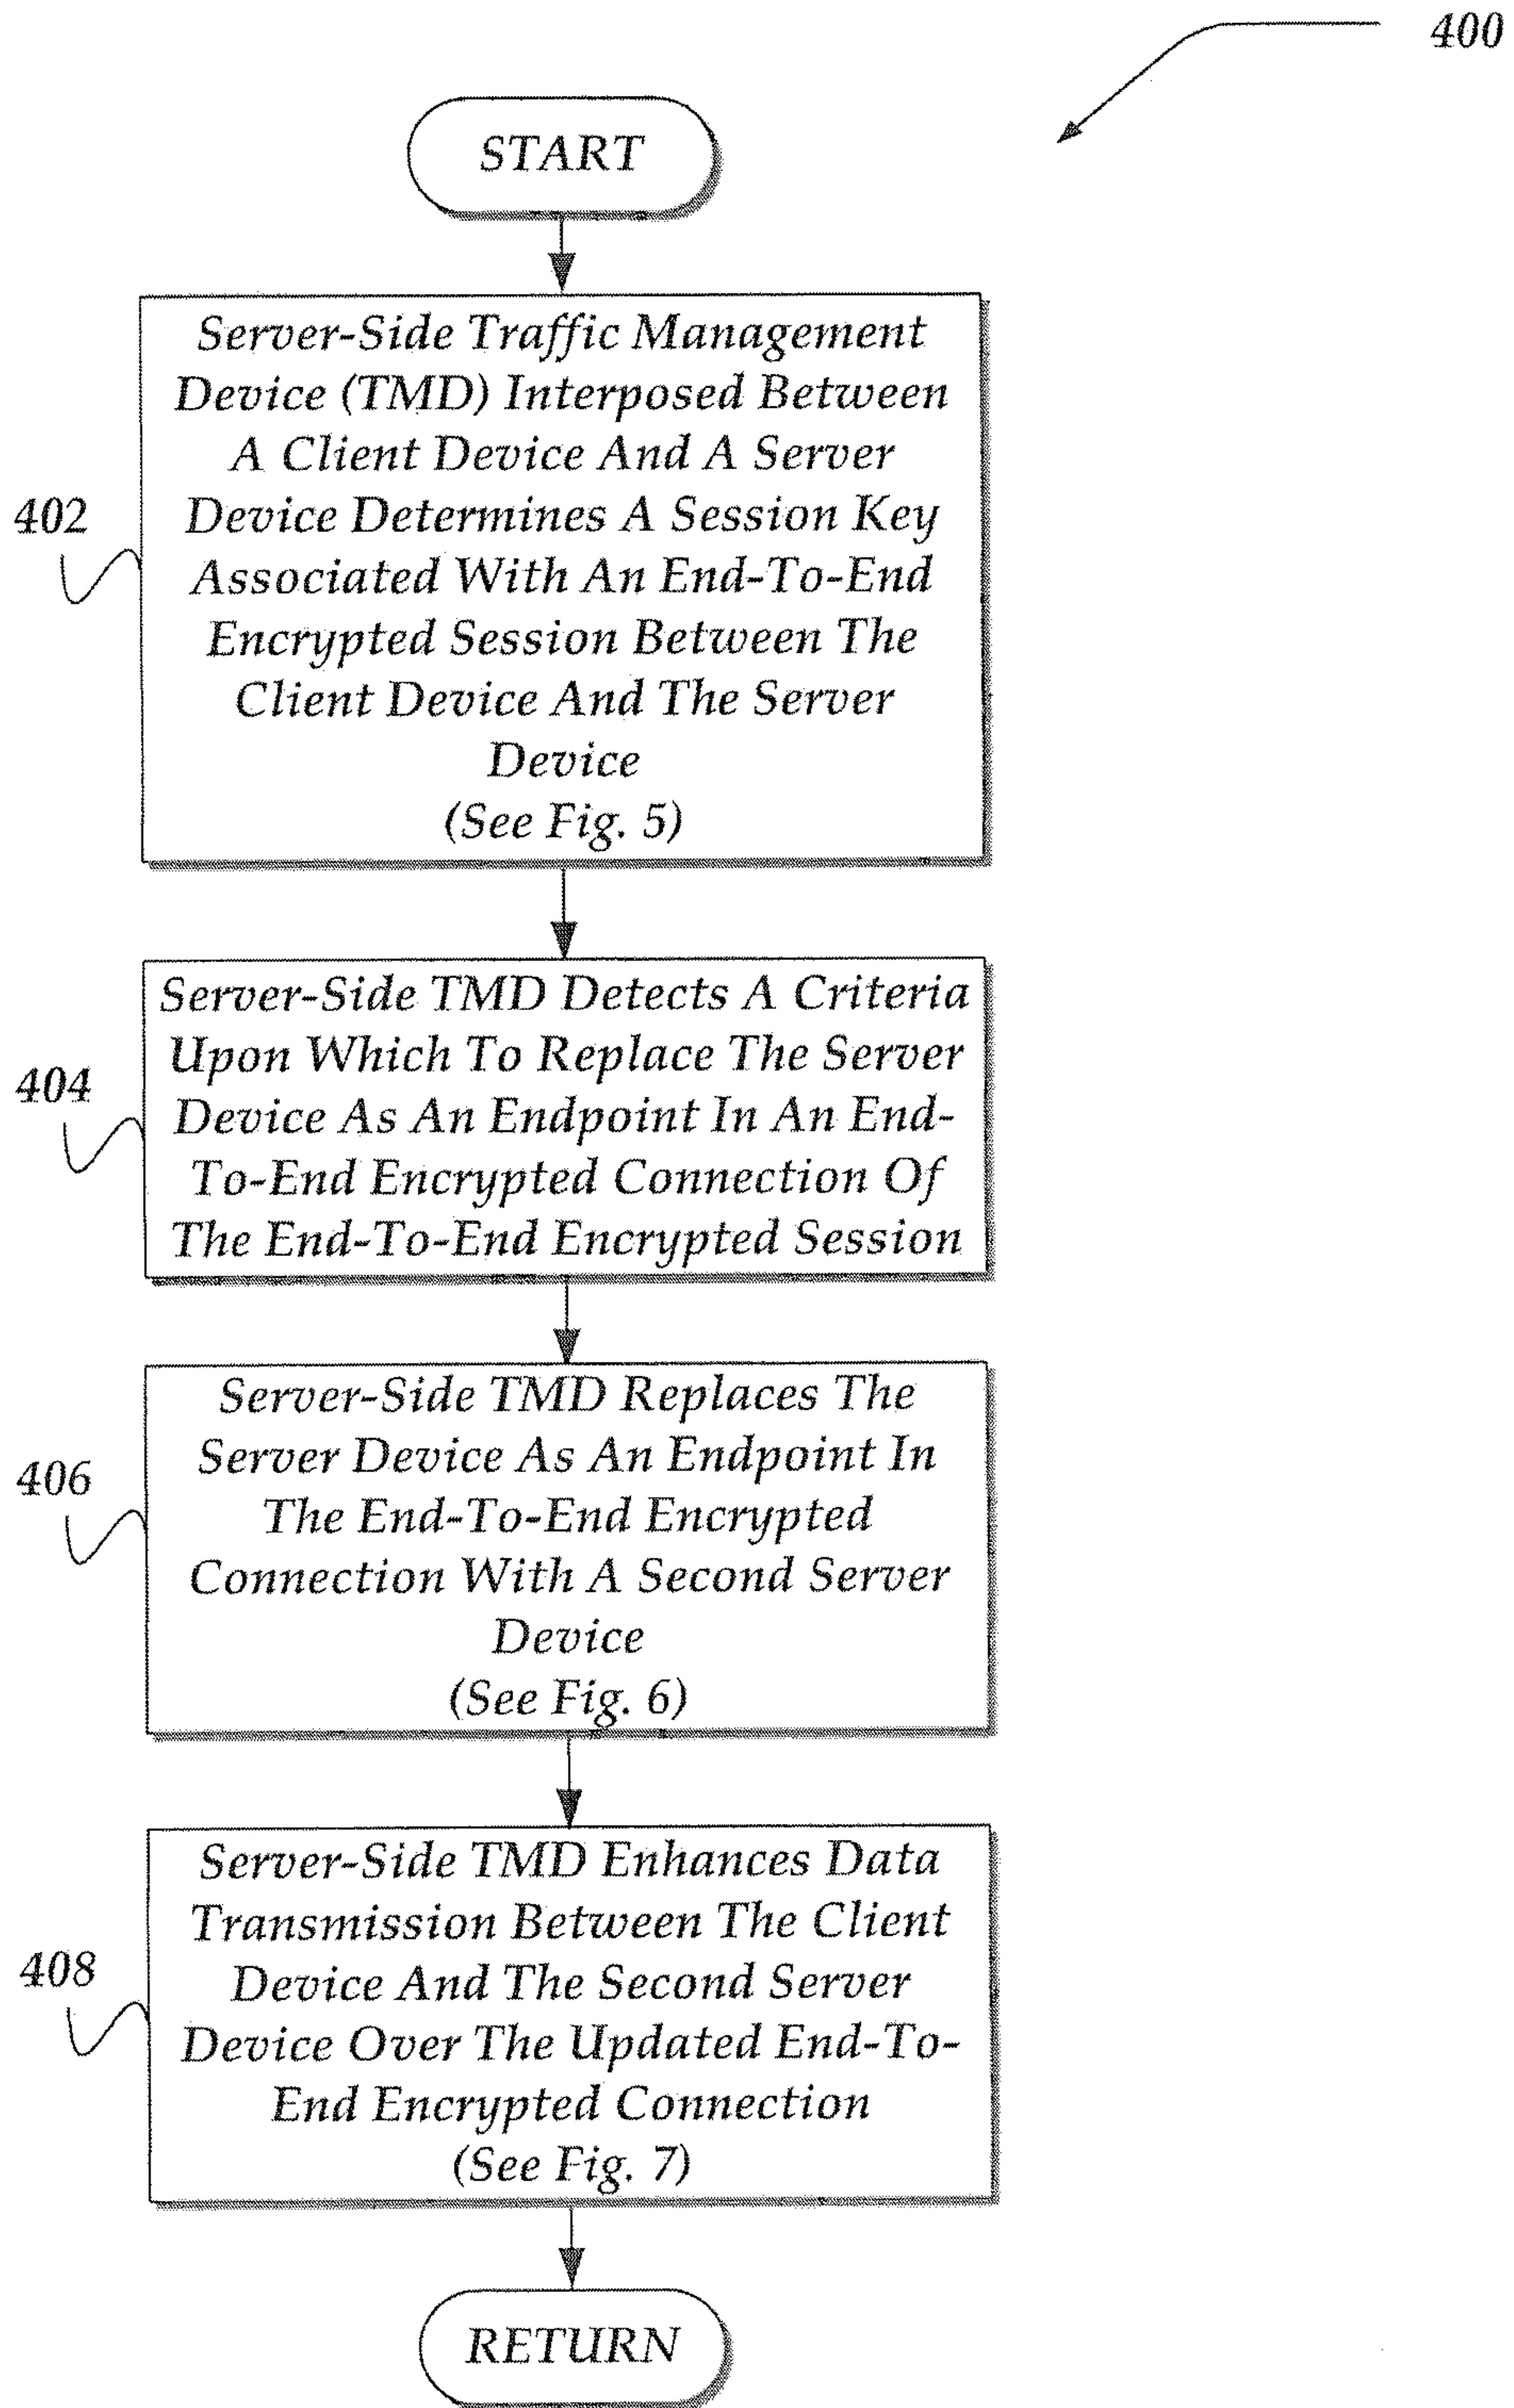 400
START
Server-Side Traffic Management
Device (TMD) Interposed Between
A Client Device And A Server
Device Determines A Session Key
Associated With An End-To-End
Encrypted Session Between The
Client Device And The Server
Device
(See Fig. 5)
402
Server-Side TMD Detects A Criteria
Upon Which To Replace The Server
Device As An Endpoint In An End-
To-End Encrypted Connection Of
The End-To-End Encrypted Session
404
Server-Side TMD Replaces The
Server Device As An Endpoint In
The End-To-End Encrypted
Connection With A Second Server
Device
(See Fig. 6)
406
Server-Side TMD Enhances Data
Transmission Between The Client
Device And The Second Server
Device Over The Updated End-To-
End Encrypted Connection
(See Fig. 7)
408
RETURN